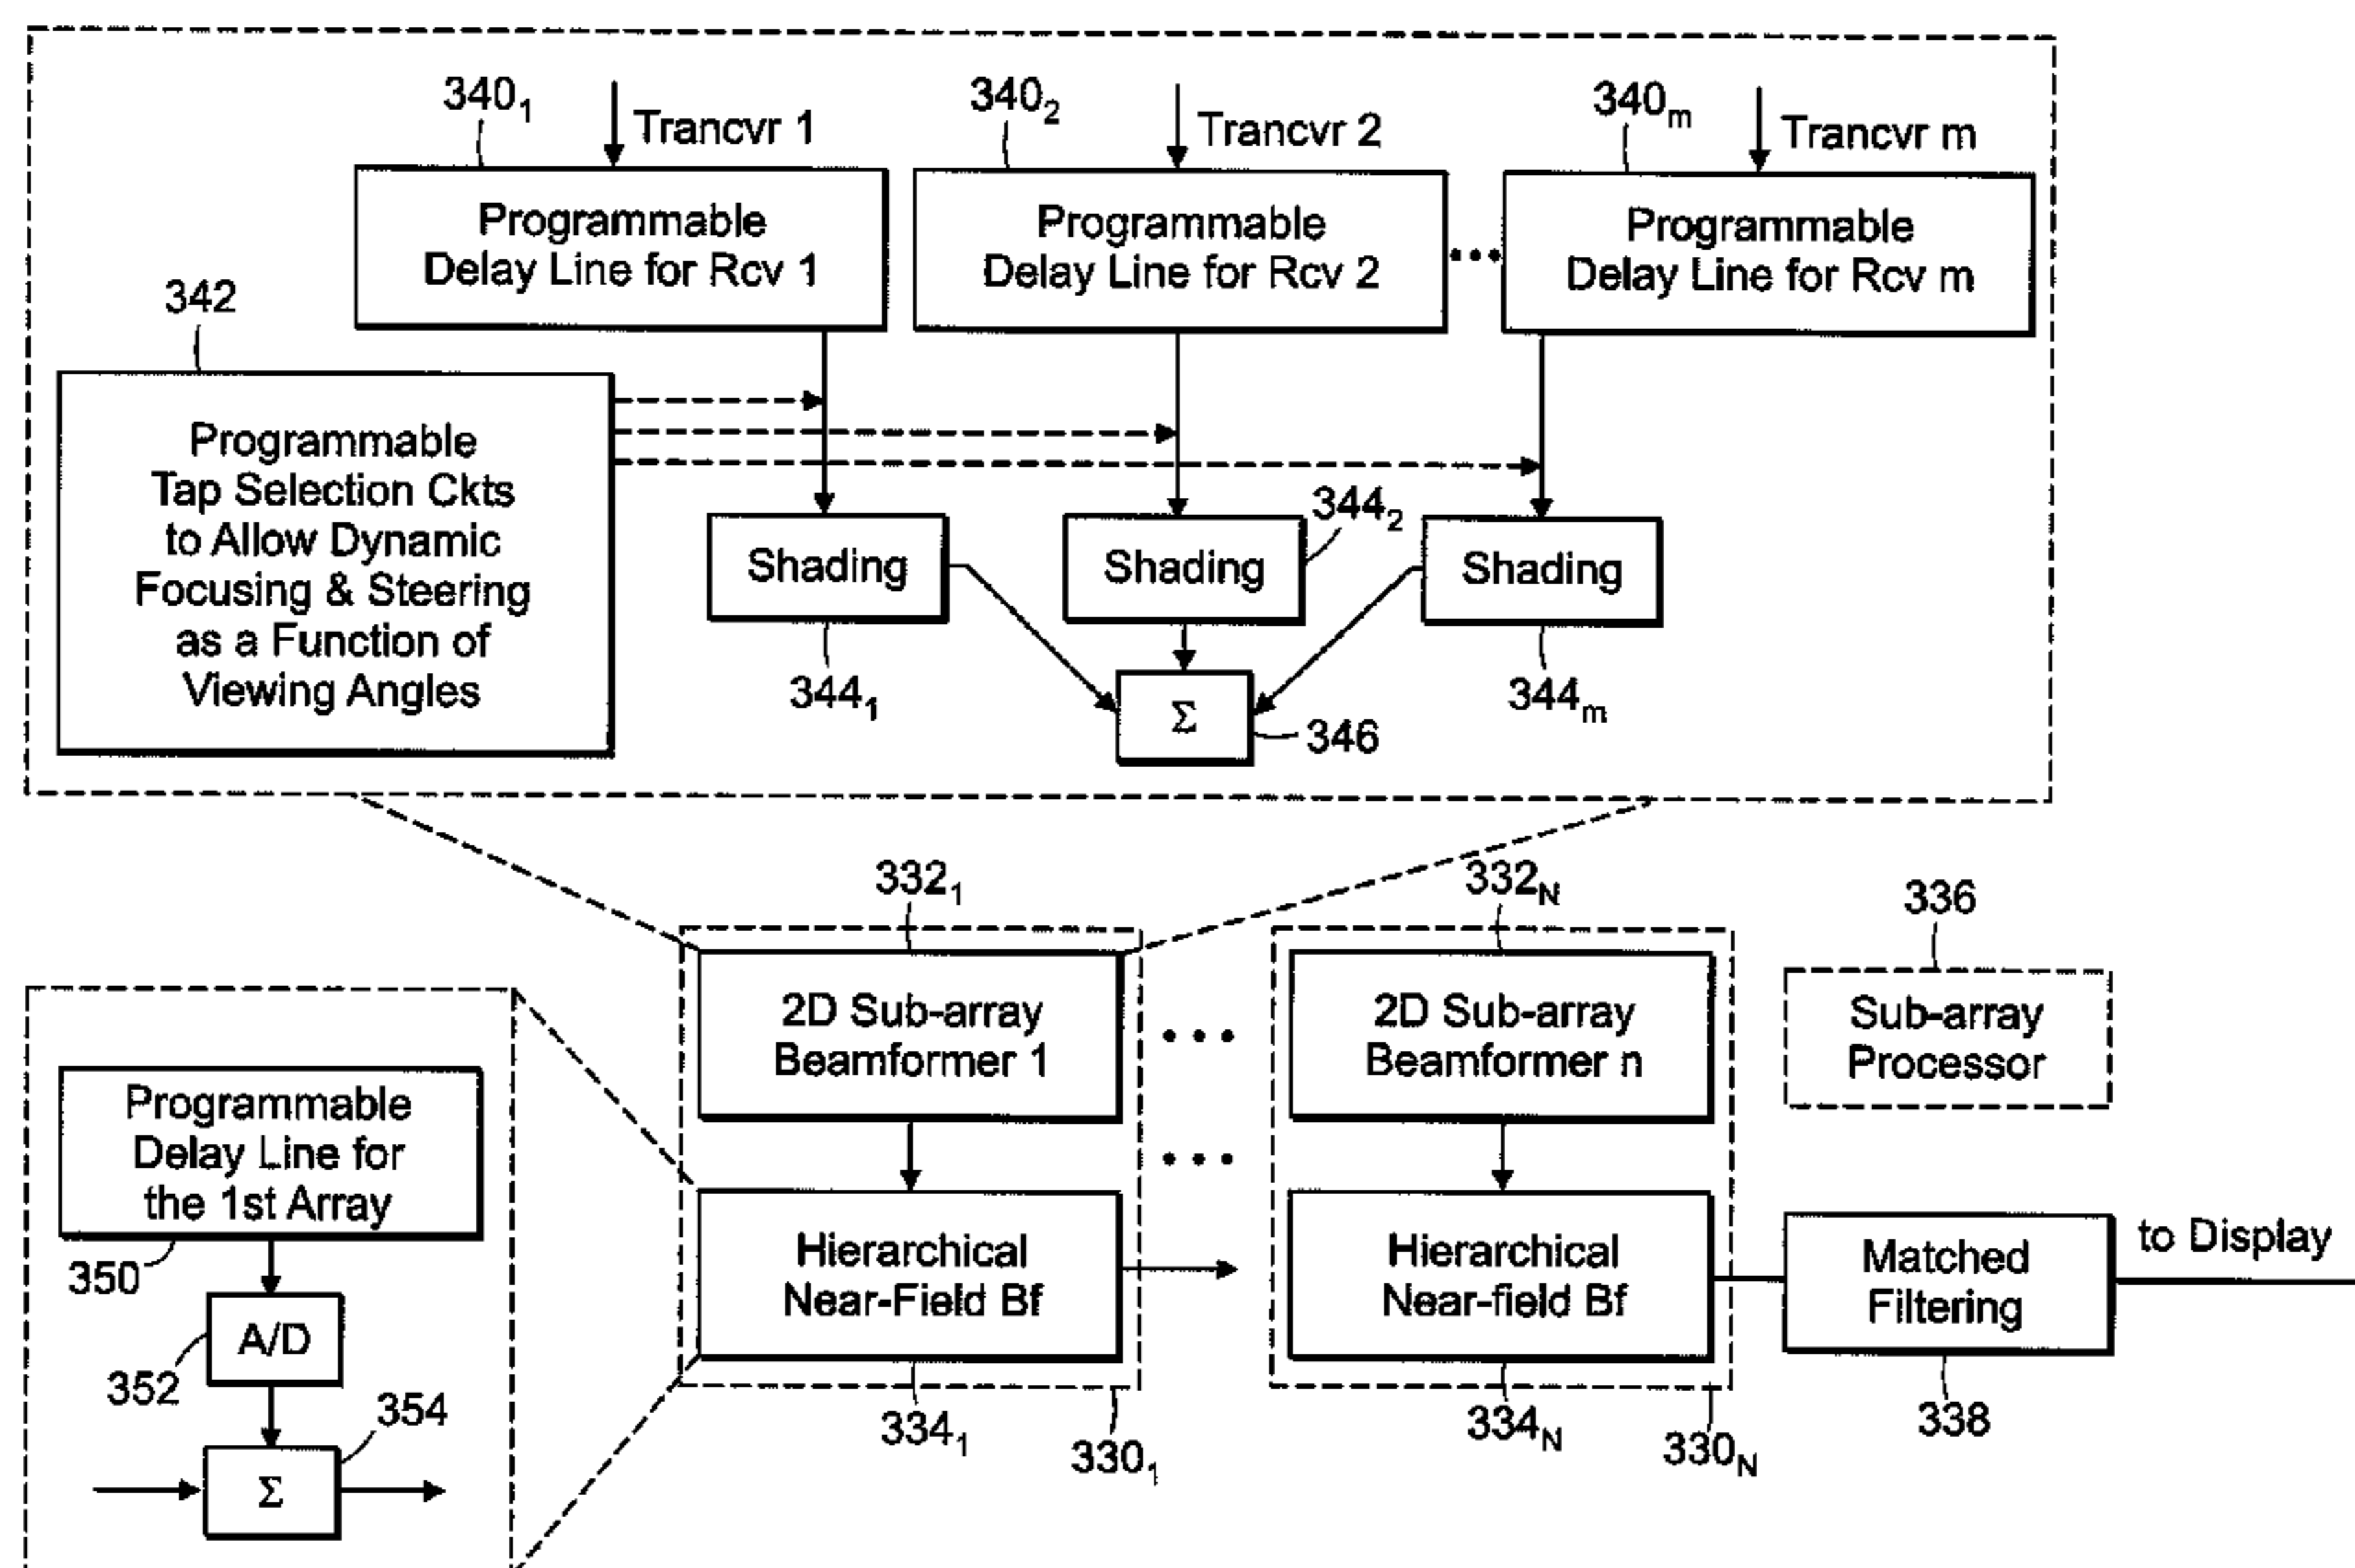 340₁
Trancvr 1
340₂
Trancvr 2
340ₘ
Trancvr m
Programmable
Delay Line for Rcv 1
Programmable
Delay Line for Rcv 2
•••
Programmable
Delay Line for Rcv m
342
Programmable
Tap Selection Ckts
to Allow Dynamic
Focusing & Steering
as a Function of
Viewing Angles
Shading
344₁
Shading
344₂
Shading
344ₘ
Σ
346
332₁
332_N
336
2D Sub-array
Beamformer 1
•••
2D Sub-array
Beamformer n
Sub-array
Processor
Programmable
Delay Line for
the 1st Array
350
A/D
352
Σ
354
•••
Hierarchical
Near-Field Bf
334₁
330₁
Hierarchical
Near-field Bf
334_N
330_N
Matched
Filtering
338
to Display